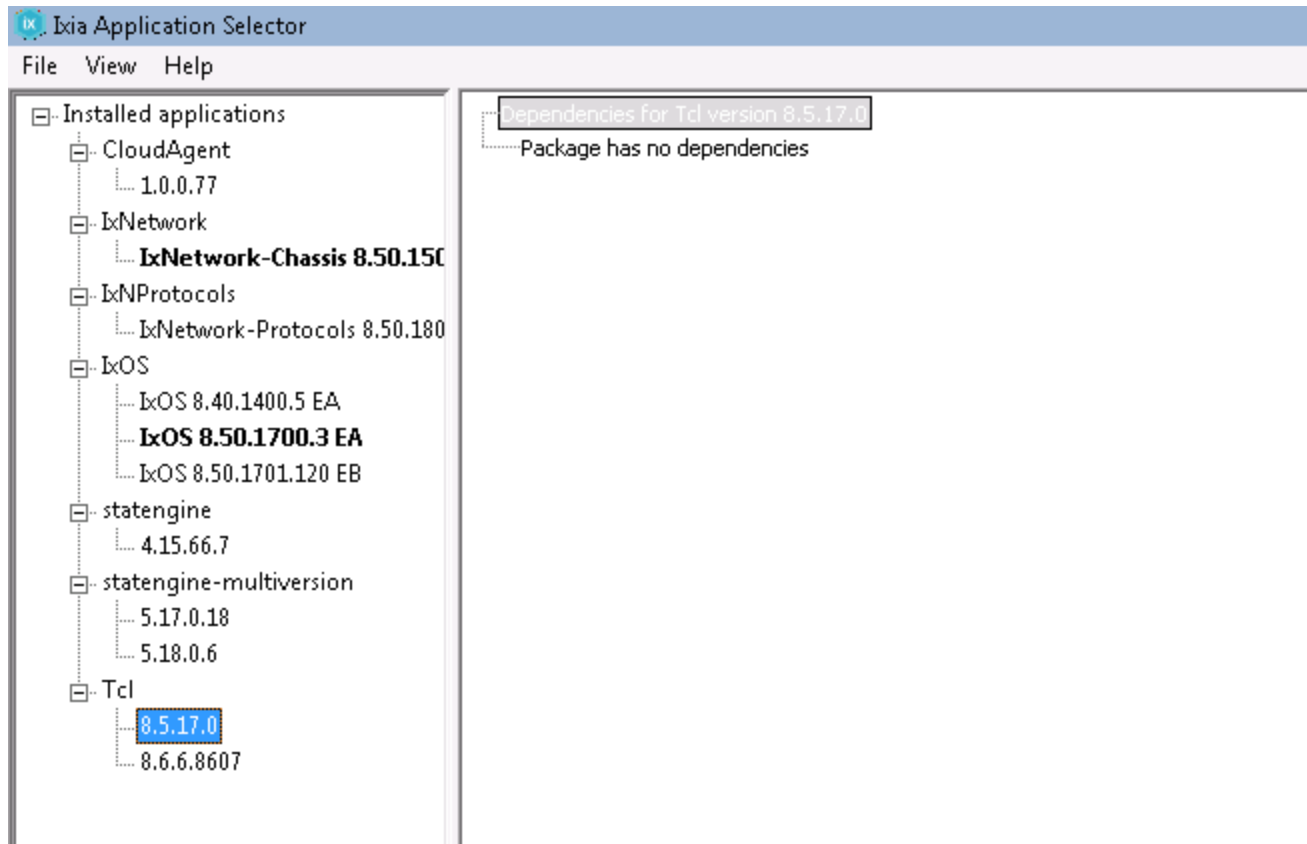 Ixia Application Selector
File View Help
Installed applications
CloudAgent
1.0.0.77
IxNetwork
IxNetwork-Chassis 8.50.150
IxNProtocols
IxNetwork-Protocols 8.50.180
IxOS
IxOS 8.40.1400.5 EA
IxOS 8.50.1700.3 EA
IxOS 8.50.1701.120 EB
statengine
4.15.66.7
statengine-multiversion
5.17.0.18
5.18.0.6
Tcl
8.5.17.0
8.6.6.8607
Dependencies for Tcl version 8.5.17.0
Package has no dependencies